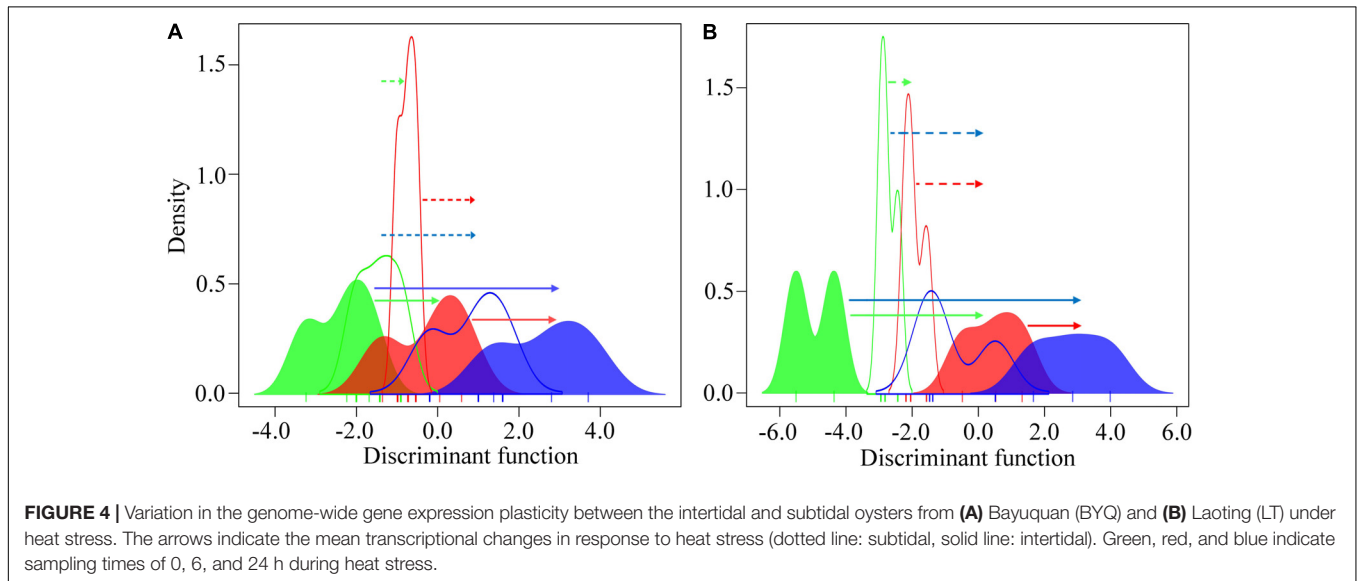 A
B
1.5
1.0
0.5
0.0
Density
-4.0 -2.0 0.0 2.0 4.0
Discriminant function
1.5
1.0
0.5
0.0
-6.0 -4.0 -2.0 0.0 2.0 4.0 6.0
Discriminant function
FIGURE 4 | Variation in the genome-wide gene expression plasticity between the intertidal and subtidal oysters from (A) Bayuquan (BYQ) and (B) Laoting (LT) under
heat stress. The arrows indicate the mean transcriptional changes in response to heat stress (dotted line: subtidal, solid line: intertidal). Green, red, and blue indicate
sampling times of 0, 6, and 24 h during heat stress.